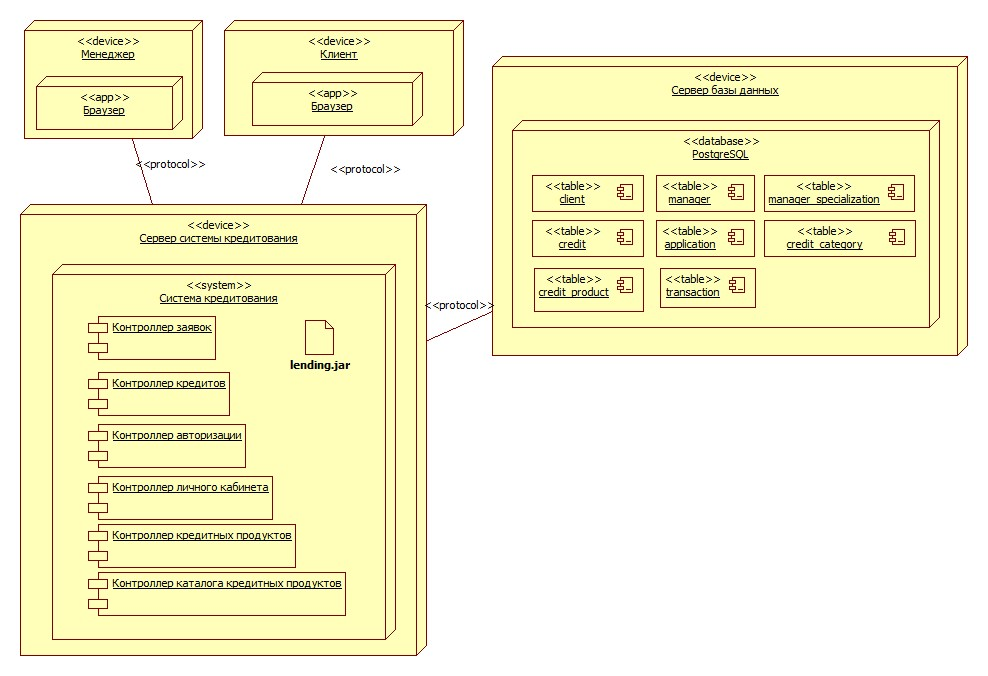 <<device>>
Менеджер
<<app>>
Браузер
<<device>>
Клиент
<<app>>
Браузер
<<protocol>>
<<protocol>>
<<device>>
Сервер базы данных
<<database>>
PostgreSQL
<<table>>
client
<<table>>
manager
<<table>>
manager_specialization
<<table>>
credit
<<table>>
application
<<table>>
credit_category
<<table>>
credit_product
<<table>>
transaction
<<protocol>>
<<device>>
Сервер системы кредитования
<<system>>
Система кредитования
Контроллер заявок
lending.jar
Контроллер кредитов
Контроллер авторизации
Контроллер личного кабинета
Контроллер кредитных продуктов
Контроллер каталога кредитных продуктов